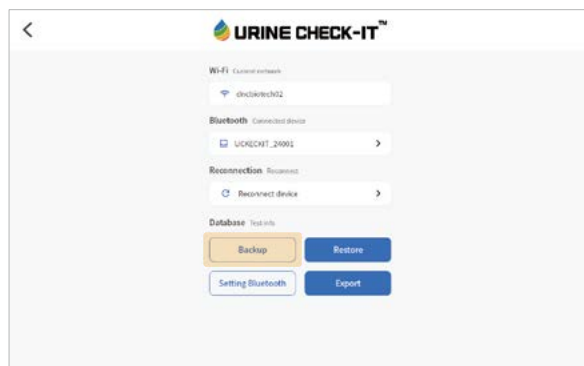 URINE CHECK-IT™
Wi-Fi Current network
dncbiotech02
Bluetooth Connected device
UCKECKIT_24001
Reconnection Reconnect
Reconnect device
Database Test info
Backup Restore
Setting Bluetooth Export